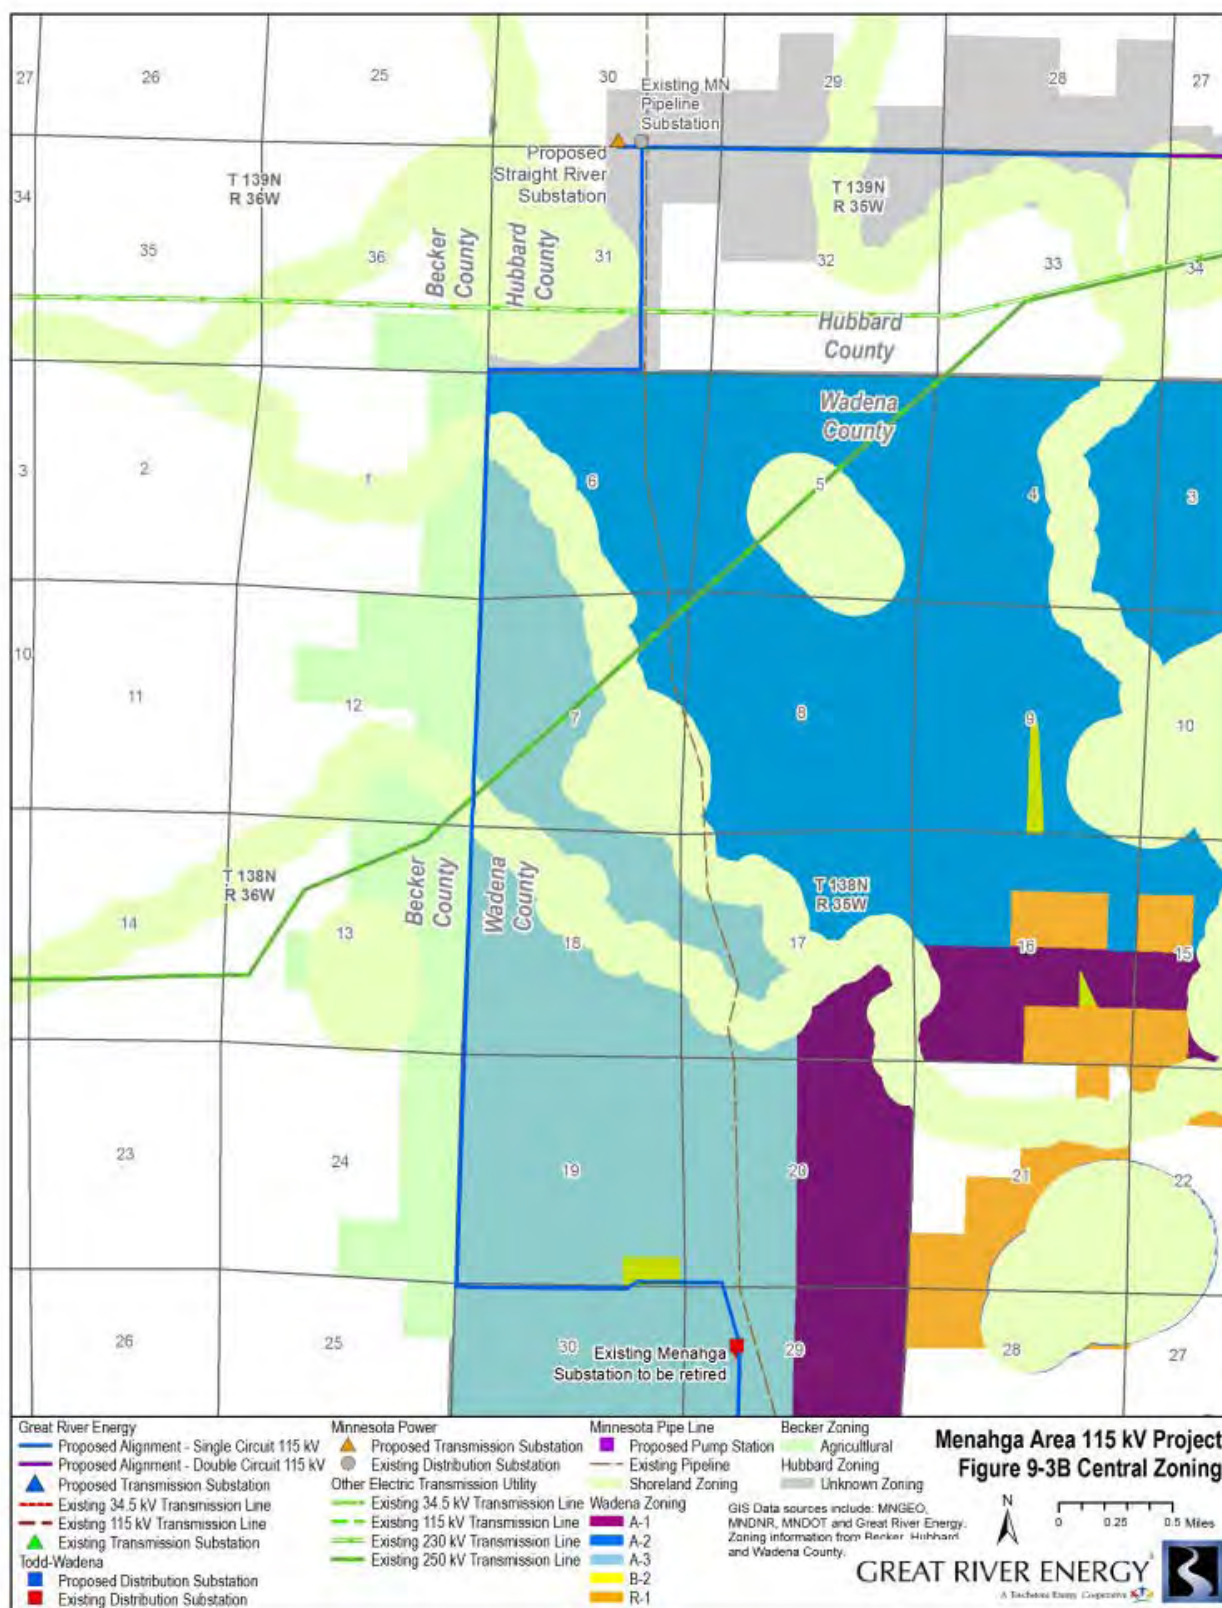 27
26
25
30
29
28
27
Existing MN
Pipeline
Substation
Proposed
Straight River
Substation
34
T 139N
R 36W
T 139N
R 35W
35
36
Becker
County
Hubbard
County
31
32
33
34
Hubbard
County
Wadena
County
3
2
1
6
5
4
3
10
11
12
7
8
9
10
T 138N
R 36W
Becker
County
Wadena
County
T 138N
R 35W
14
13
18
17
16
15
23
24
19
20
21
22
26
25
30
Existing Menahga
Substation to be retired
29
28
27
Great River Energy
Proposed Alignment - Single Circuit 115 kV
Proposed Alignment - Double Circuit 115 kV
Proposed Transmission Substation
Existing 34.5 kV Transmission Line
Existing 115 kV Transmission Line
Existing Transmission Substation
Todd-Wadena
Proposed Distribution Substation
Existing Distribution Substation
Minnesota Power
Proposed Transmission Substation
Existing Distribution Substation
Other Electric Transmission Utility
Existing 34.5 kV Transmission Line
Existing 115 kV Transmission Line
Existing 230 kV Transmission Line
Existing 250 kV Transmission Line
Minnesota Pipe Line
Proposed Pump Station
Existing Pipeline
Shoreland Zoning
Wadena Zoning
A-1
A-2
A-3
B-2
R-1
Becker Zoning
Agricultlural
Hubbard Zoning
Unknown Zoning
GIS Data sources include: MNGEO,
MNDNR, MNDOT and Great River Energy.
Zoning information from Becker, Hubbard
and Wadena County.
Menahga Area 115 kV Project
Figure 9-3B Central Zoning
N
0 0.25 0.5 Miles
GREAT RIVER ENERGY
A Touchstone Energy Cooperative